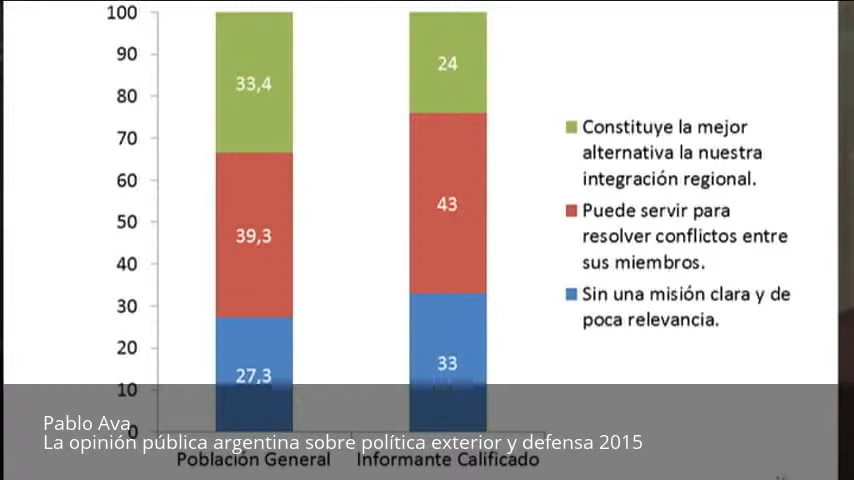 100
90
80
70
60
50
40
30
20
10
0
33,4
39,3
27,3
24
43
33
Constituye la mejor
alternativa la nuestra
integración regional.
Puede servir para
resolver conflictos entre
sus miembros.
Sin una misión clara y de
poca relevancia.
Pablo Ava
La opinión pública argentina sobre política exterior y defensa 2015
Población General
Informante Calificado